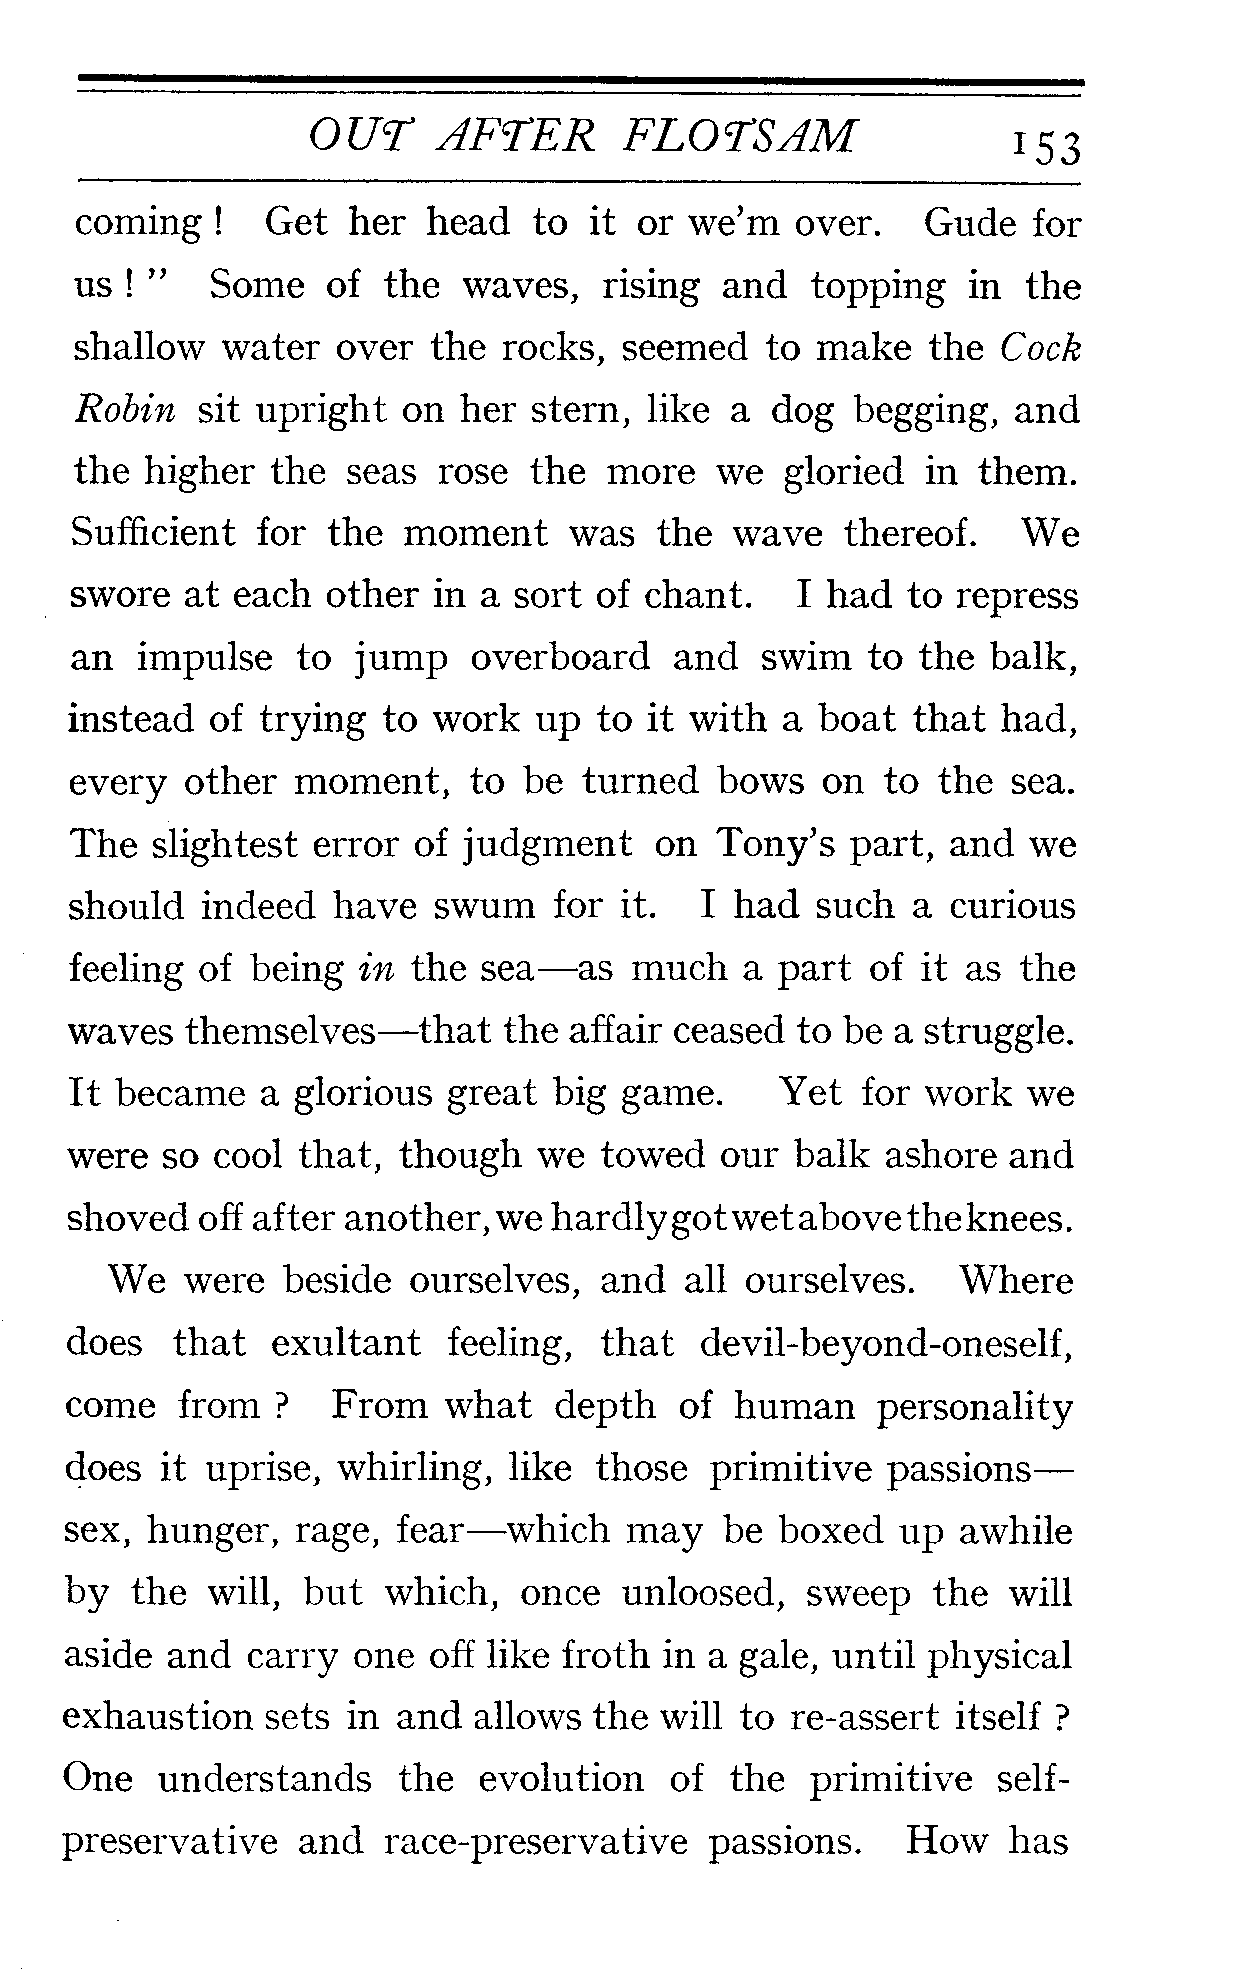 OUT AFTER FLOTSAM 153
coming ! Get her head to it or we’m over. Gude for
us ! ” Some of the waves, rising and topping in the
shallow water over the rocks, seemed to make the Cock
Robin sit upright on her stern, like a dog begging, and
the higher the seas rose the more we gloried in them.
Sufficient for the moment was the wave thereof. We
swore at each other in a sort of chant. I had to repress
an impulse to jump overboard and swim to the balk,
instead of trying to work up to it with a boat that had,
every other moment, to be turned bows on to the sea.
The slightest error of judgment on Tony’s part, and we
should indeed have swum for it. I had such a curious
feeling of being in the sea—as much a part of it as the
waves themselves—that the affair ceased to be a struggle.
It became a glorious great big game. Yet for work we
were so cool that, though we towed our balk ashore and
shoved off after another, we hardly got wet above the knees.
We were beside ourselves, and all ourselves. Where
does that exultant feeling, that devil-beyond-oneself,
come from ? From what depth of human personality
does it uprise, whirling, like those primitive passions—
sex, hunger, rage, fear—which may be boxed up awhile
by the will, but which, once unloosed, sweep the will
aside and carry one off like froth in a gale, until physical
exhaustion sets in and allows the will to re-assert itself ?
One understands the evolution of the primitive self-
preservative and race-preservative passions. How has